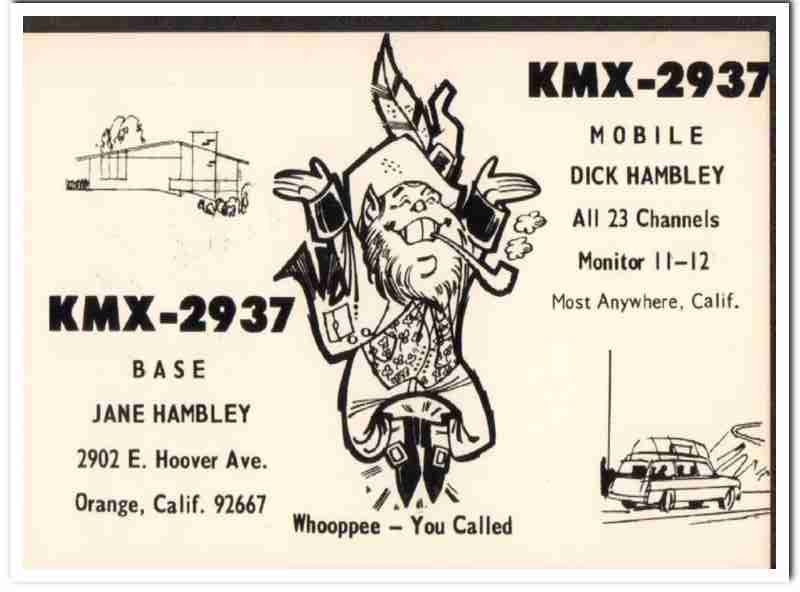 KMX-2937
MOBILE
DICK HAMBLEY
All 23 Channels
Monitor 11-12
Most Anywhere, Calif.
KMX-2937
BASE
JANE HAMBLEY
2902 E. Hoover Ave.
Orange, Calif. 92667
Whooppee - You Called